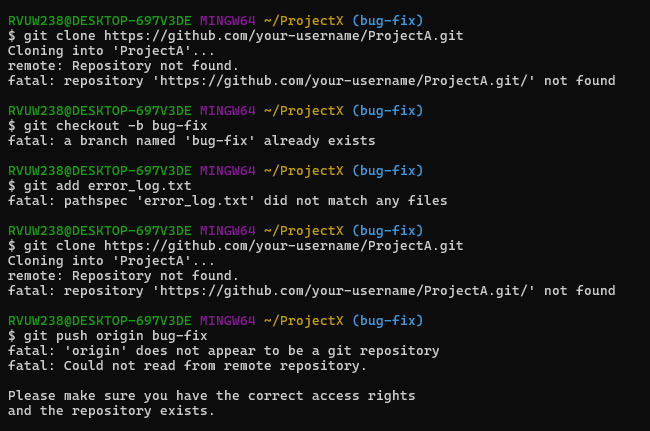 RVUW238@DESKTOP-697V3DE MINGW64 ~/ProjectX (bug-fix)
$ git clone https://github.com/your-username/ProjectA.git
Cloning into 'ProjectA'...
remote: Repository not found.
fatal: repository 'https://github.com/your-username/ProjectA.git/' not found

RVUW238@DESKTOP-697V3DE MINGW64 ~/ProjectX (bug-fix)
$ git checkout -b bug-fix
fatal: a branch named 'bug-fix' already exists

RVUW238@DESKTOP-697V3DE MINGW64 ~/ProjectX (bug-fix)
$ git add error_log.txt
fatal: pathspec 'error_log.txt' did not match any files

RVUW238@DESKTOP-697V3DE MINGW64 ~/ProjectX (bug-fix)
$ git clone https://github.com/your-username/ProjectA.git
Cloning into 'ProjectA'...
remote: Repository not found.
fatal: repository 'https://github.com/your-username/ProjectA.git/' not found

RVUW238@DESKTOP-697V3DE MINGW64 ~/ProjectX (bug-fix)
$ git push origin bug-fix
fatal: 'origin' does not appear to be a git repository
fatal: Could not read from remote repository.

Please make sure you have the correct access rights
and the repository exists.